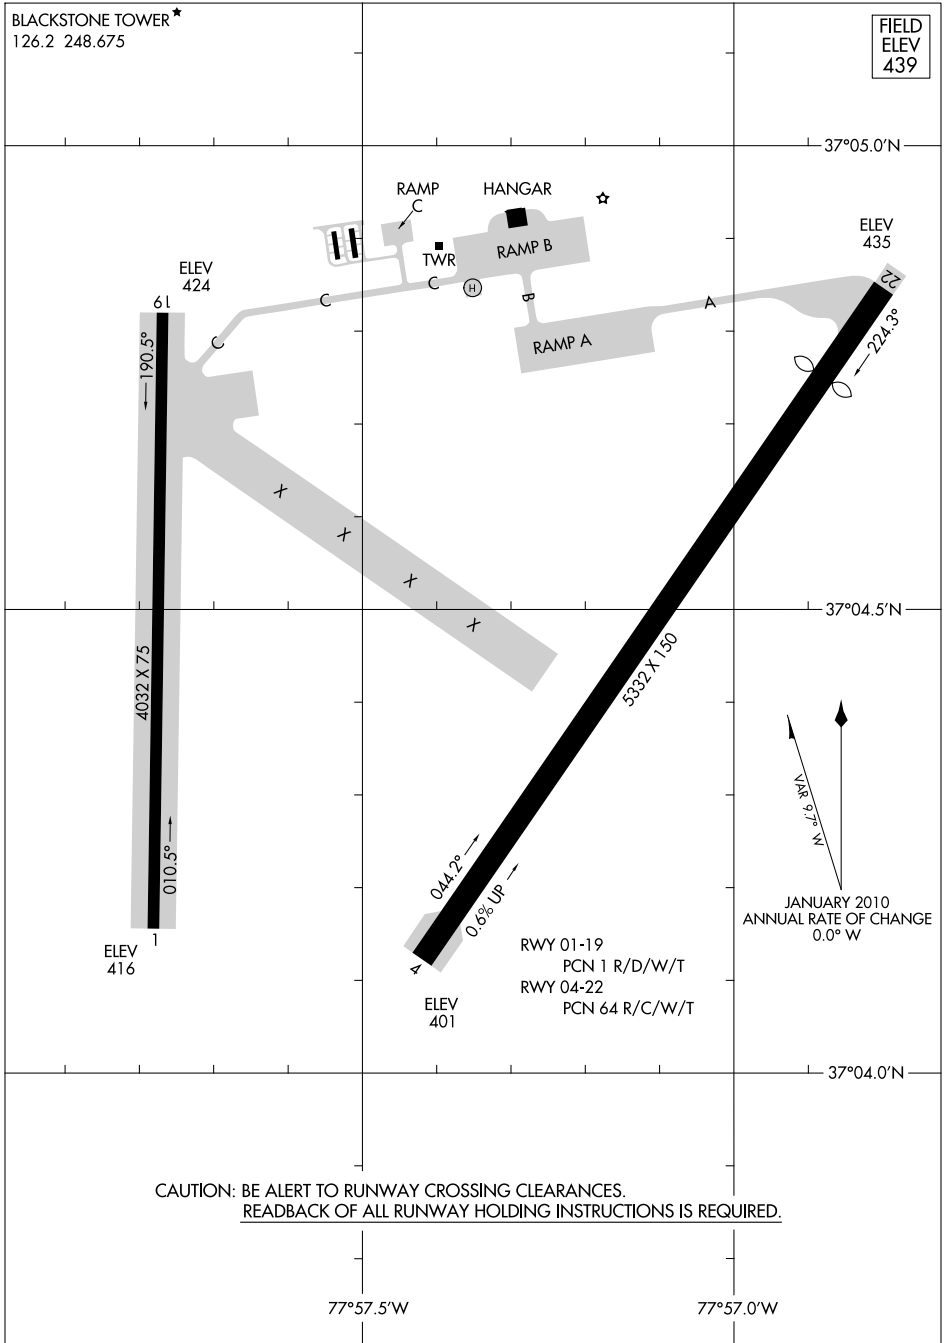 BLACKSTONE TOWER
126.2 248.675
FIELD
ELEV
439
37°05.0'N
RAMP
C
HANGAR
TWR
RAMP B
ELEV
435
ELEV
424
19
22
C
C
H
B
A
190.5°
C
RAMP A
224.3°
X
X
X
X
37°04.5'N
4032 X 75
5332 X 150
VAR 9.7° W
010.5°
044.2°
0.6% UP
JANUARY 2010
ANNUAL RATE OF CHANGE
0.0° W
1
ELEV
416
4
ELEV
401
RWY 01-19
PCN 1 R/D/W/T
RWY 04-22
PCN 64 R/C/W/T
37°04.0'N
CAUTION: BE ALERT TO RUNWAY CROSSING CLEARANCES.
READBACK OF ALL RUNWAY HOLDING INSTRUCTIONS IS REQUIRED.
77°57.5'W
77°57.0'W